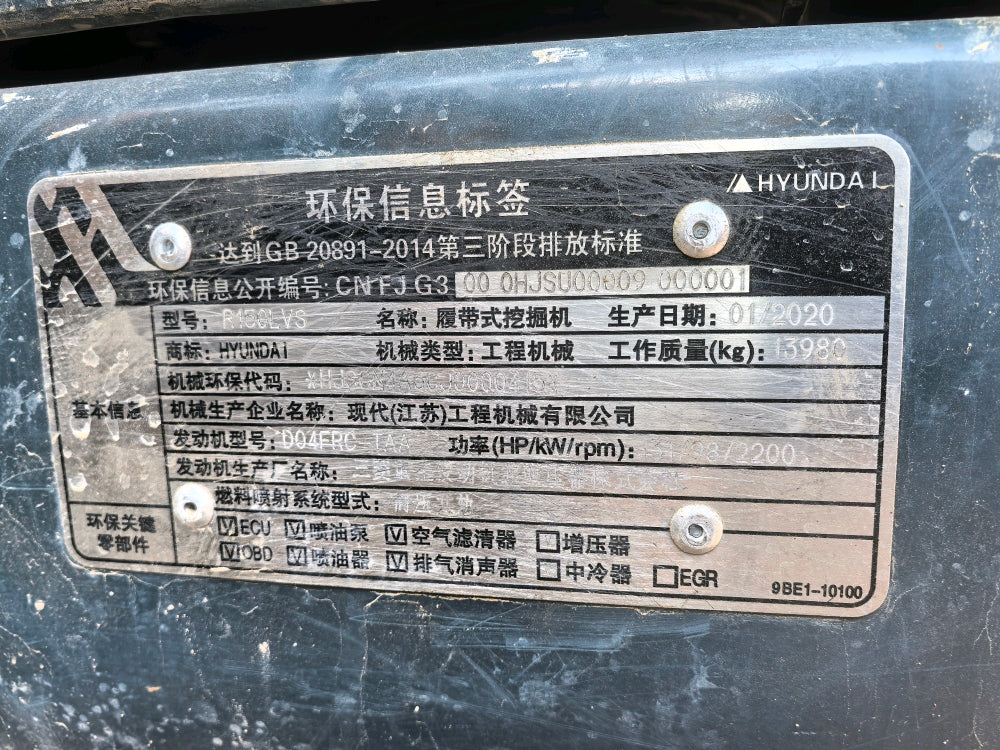 HYUNDAI
环保信息标签
达到GB 20891-2014第三阶段排放标准
环保信息公开编号: CN FJ G3 00 0HJSU00809 000001
型号: 名称: 履带式挖掘机 生产日期: 01/2020
商标: HYUNDAI 机械类型: 工程机械 工作质量(kg): 13980
机械环保代码:
基本信息
机械生产企业名称: 现代(江苏)工程机械有限公司
发动机型号: D04FRC-TAA 功率(HP/kW/rpm): /2200
发动机生产厂名称:
燃料喷射系统型式:
环保关键零部件
☑ECU ☑喷油泵 ☑空气滤清器 ☐增压器
☑OBD ☑喷油器 ☑排气消声器 ☐中冷器 ☐EGR
9BE1-10100